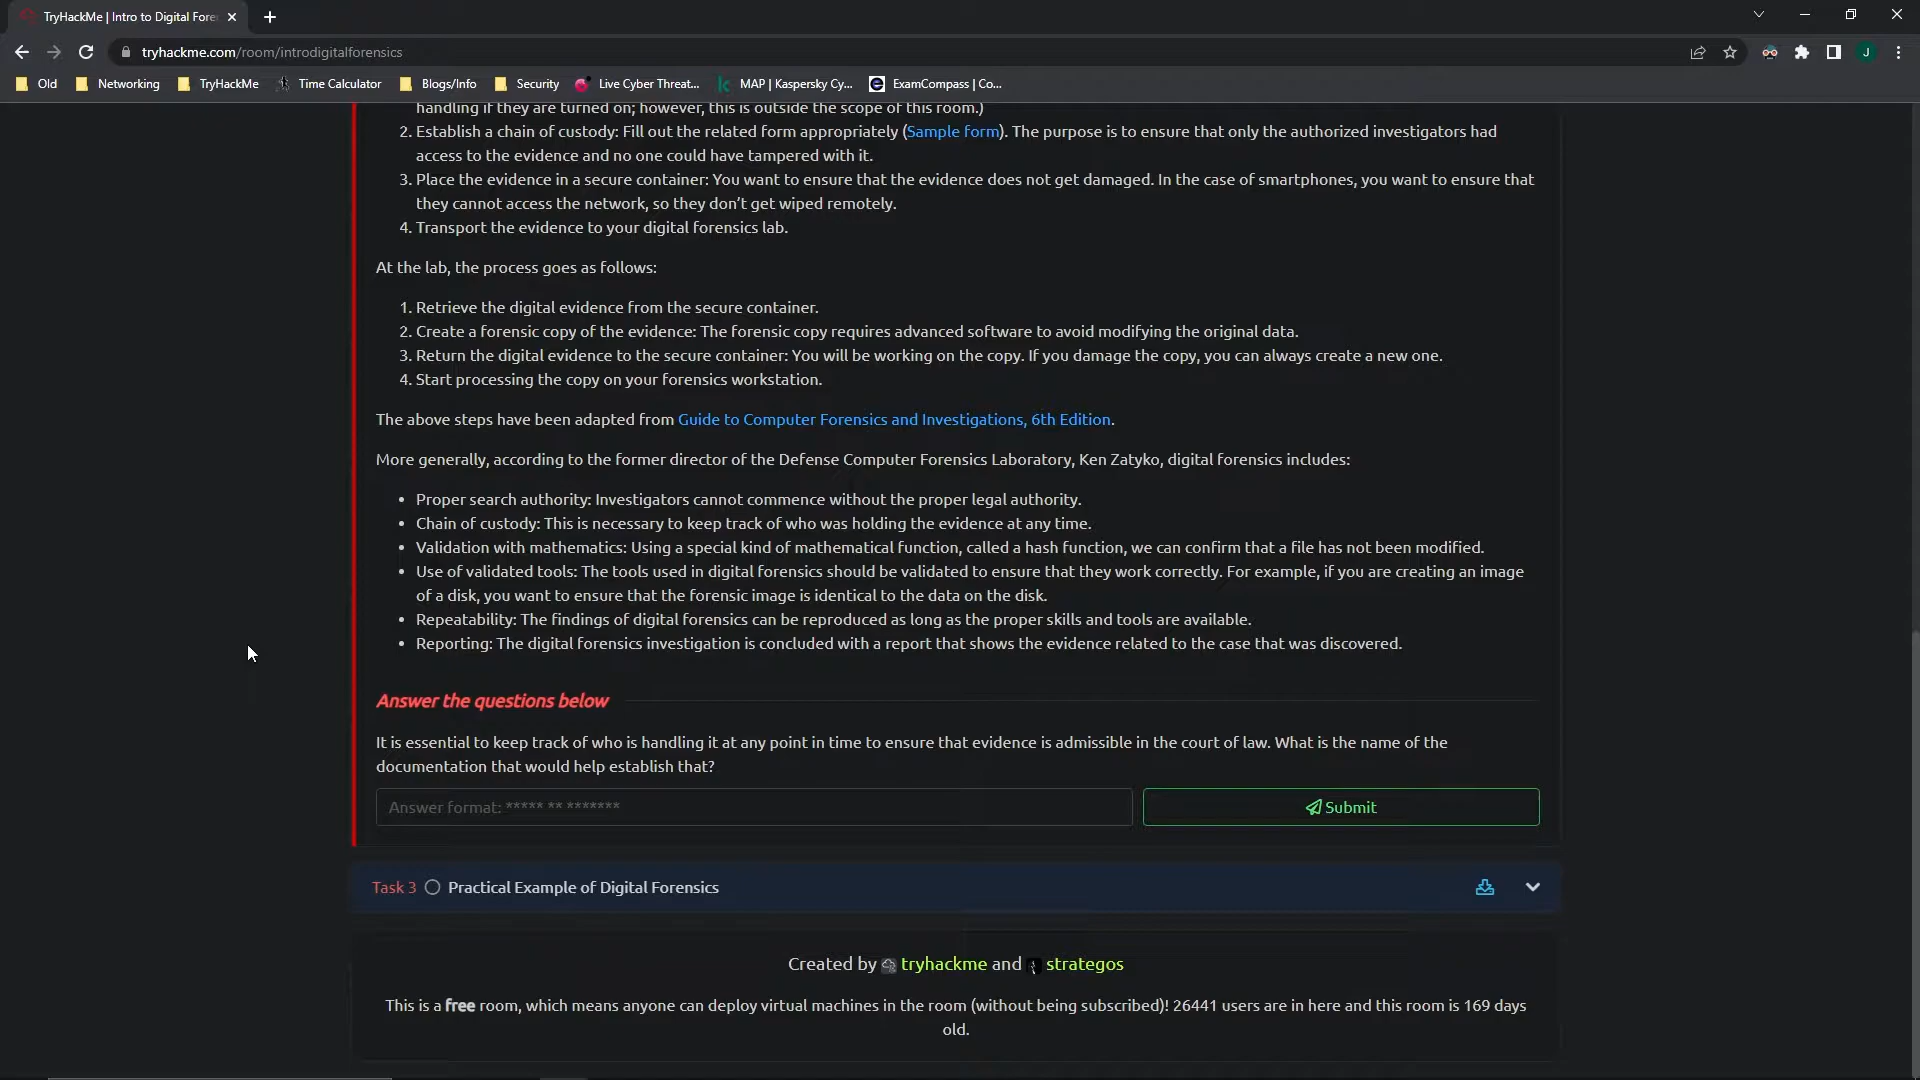 TryHackMe | Intro to Digital Fore
tryhackme.com/room/introdigitalforensics
J
Old
Networking
TryHackMe
Time Calculator
Blogs/Info
Security
Live Cyber Threat...
MAP | Kaspersky Cy...
ExamCompass | Co...
handling if they are turned on; however, this is outside the scope of this room.)
2. Establish a chain of custody: Fill out the related form appropriately (Sample form). The purpose is to ensure that only the authorized investigators had
access to the evidence and no one could have tampered with it.
3. Place the evidence in a secure container: You want to ensure that the evidence does not get damaged. In the case of smartphones, you want to ensure that
they cannot access the network, so they don’t get wiped remotely.
4. Transport the evidence to your digital forensics lab.
At the lab, the process goes as follows:
1. Retrieve the digital evidence from the secure container.
2. Create a forensic copy of the evidence: The forensic copy requires advanced software to avoid modifying the original data.
3. Return the digital evidence to the secure container: You will be working on the copy. If you damage the copy, you can always create a new one.
4. Start processing the copy on your forensics workstation.
The above steps have been adapted from Guide to Computer Forensics and Investigations, 6th Edition.
More generally, according to the former director of the Defense Computer Forensics Laboratory, Ken Zatyko, digital forensics includes:
• Proper search authority: Investigators cannot commence without the proper legal authority.
• Chain of custody: This is necessary to keep track of who was holding the evidence at any time.
• Validation with mathematics: Using a special kind of mathematical function, called a hash function, we can confirm that a file has not been modified.
• Use of validated tools: The tools used in digital forensics should be validated to ensure that they work correctly. For example, if you are creating an image
of a disk, you want to ensure that the forensic image is identical to the data on the disk.
• Repeatability: The findings of digital forensics can be reproduced as long as the proper skills and tools are available.
• Reporting: The digital forensics investigation is concluded with a report that shows the evidence related to the case that was discovered.
Answer the questions below
It is essential to keep track of who is handling it at any point in time to ensure that evidence is admissible in the court of law. What is the name of the
documentation that would help establish that?
Answer format: ***** ** *******
Submit
Task 3 Practical Example of Digital Forensics
Created by tryhackme and strategos
This is a free room, which means anyone can deploy virtual machines in the room (without being subscribed)! 26441 users are in here and this room is 169 days
old.